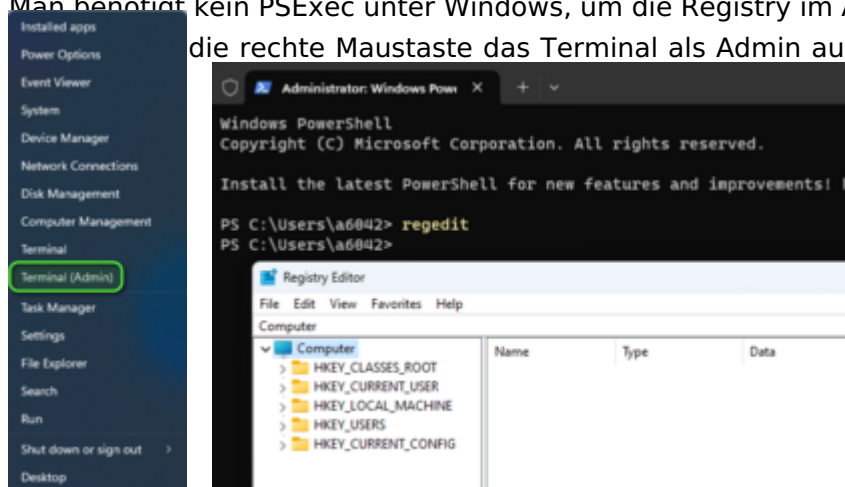 Man benötigt kein PSExec unter Windows, um die Registry im
die rechte Maustaste das Terminal als Admin
Installed apps
Power Options
Event Viewer
System
Device Manager
Network Connections
Disk Management
Computer Management
Terminal
Terminal (Admin)
Task Manager
Settings
File Explorer
Search
Run
Shut down or sign out >
Desktop
Administrator: Windows × + v
Windows PowerShell
Copyright (C) Microsoft Corporation. All rights reserved.
Install the latest PowerShell for new features and improvements!
PS C:\Users\a6042> regedit
PS C:\Users\a6042>
Registry Editor
File Edit View Favorites Help
Computer
Computer
Name Type Data
HKEY_CLASSES_ROOT
HKEY_CURRENT_USER
HKEY_LOCAL_MACHINE
HKEY_USERS
HKEY_CURRENT_CONFIG